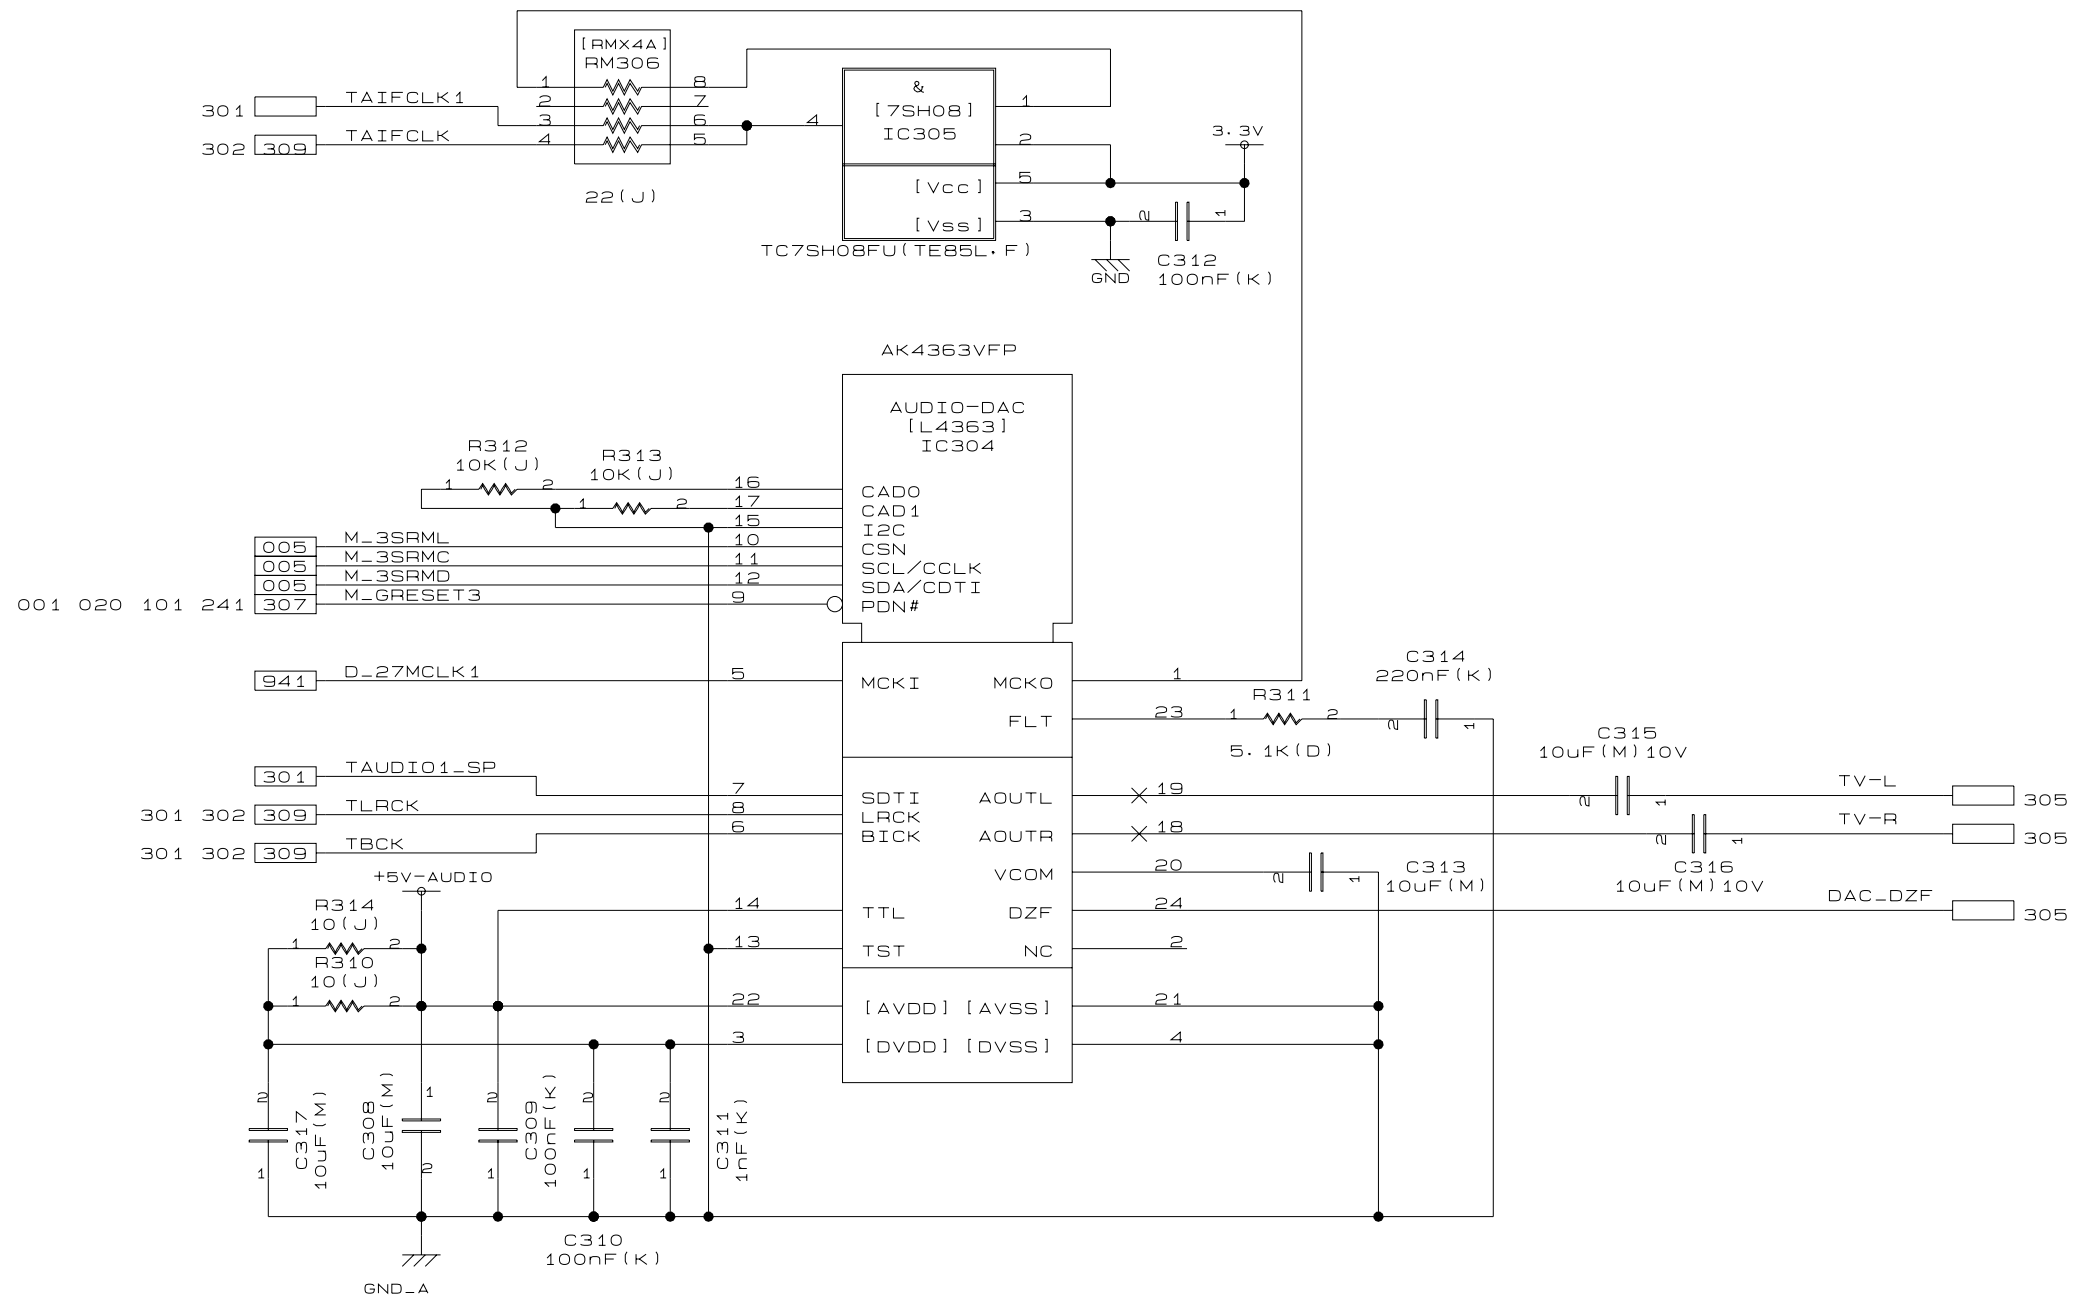 [RMX4A]
RM306
1 8
2 7
3 6
4 5
22(J)
301 TAIFCLK1
302 309 TAIFCLK
4
&
[7SH08]
IC305
1
2
[Vcc] 5
[Vss] 3
TC7SH08FU(TE85L.F)
3.3V
2 1
GND
C312
100nF(K)
AK4363VFP
AUDIO-DAC
[L4363]
IC304
R312
10K(J)
1 2
R313
10K(J)
1 2
16 CAD0
17 CAD1
15 I2C
005 M_3SRML 10 CSN
005 M_3SRMC 11 SCL/CCLK
005 M_3SRMD 12 SDA/CDTI
001 020 101 241 307 M_GRESET3 9 PDN#
941 D_27MCLK1 5 MCKI
MCKO 1
FLT 23
R311
1 2
5.1K(D)
C314
220nF(K)
2 1
301 TAUDIO1_SP 7 SDTI
301 302 309 TLRCK 8 LRCK
301 302 309 TBCK 6 BICK
AOUTL 19
C315
10uF(M)10V
2 1
TV-L 305
AOUTR 18
2 1
C316
10uF(M)10V
TV-R 305
VCOM 20
2 1
C313
10uF(M)
+5V-AUDIO
14 TTL
DZF 24
DAC_DZF 305
13 TST
NC 2
R314
10(J)
1 2
R310
10(J)
1 2
22 [AVDD] [AVSS] 21
3 [DVDD] [DVSS] 4
2 1
C317
10uF(M)
1 2
C308
10uF(M)
2 1
C309
100nF(K)
2 1
2 1
C311
1nF(K)
C310
100nF(K)
GND_A